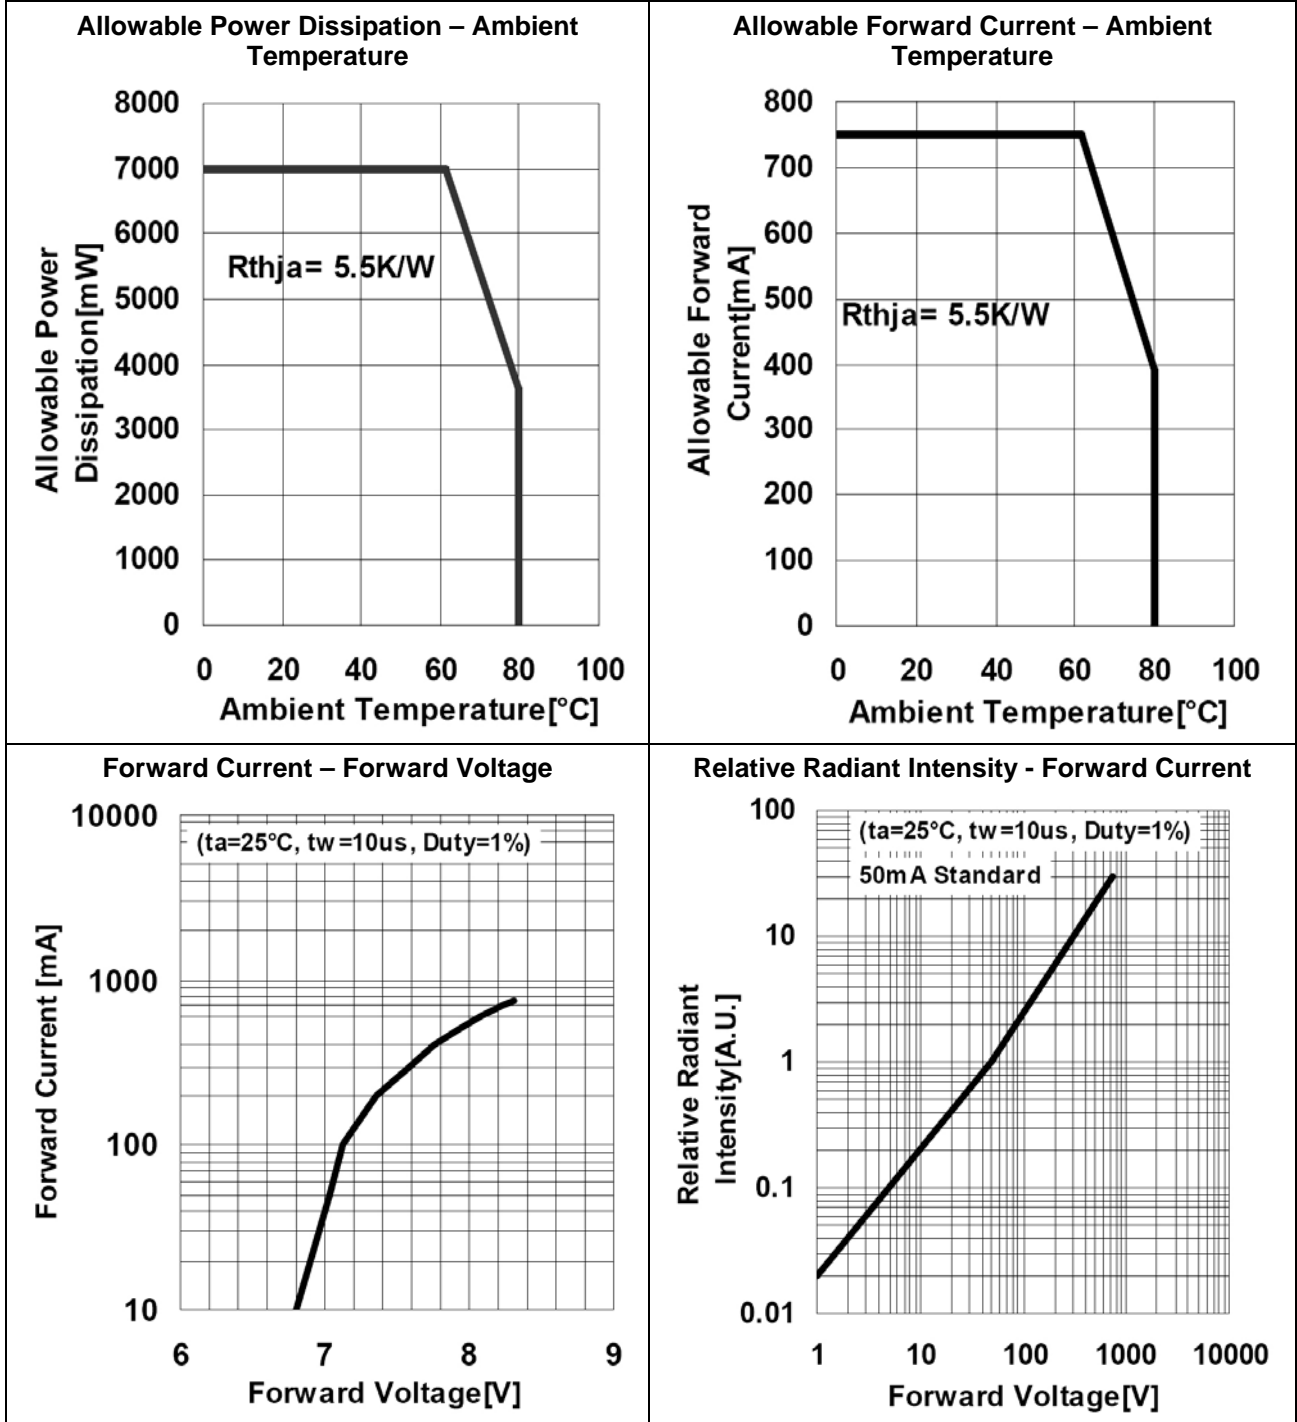 Allowable Power Dissipation – Ambient
Temperature
8000
7000
6000
5000
4000
3000
2000
1000
0
Allowable Power
Dissipation[mW]
Rthja= 5.5K/W
0 20 40 60 80 100
Ambient Temperature[°C]
Allowable Forward Current – Ambient
Temperature
800
700
600
500
400
300
200
100
0
Allowable Forward
Current[mA]
Rthja= 5.5K/W
0 20 40 60 80 100
Ambient Temperature[°C]
Forward Current – Forward Voltage
10000
1000
100
10
Forward Current [mA]
(ta=25°C, tw=10us, Duty=1%)
6 7 8 9
Forward Voltage[V]
Relative Radiant Intensity - Forward Current
100
10
1
0.1
0.01
Relative Radiant
Intensity[A.U.]
(ta=25°C, tw=10us, Duty=1%)
50mA Standard
1 10 100 1000 10000
Forward Voltage[V]